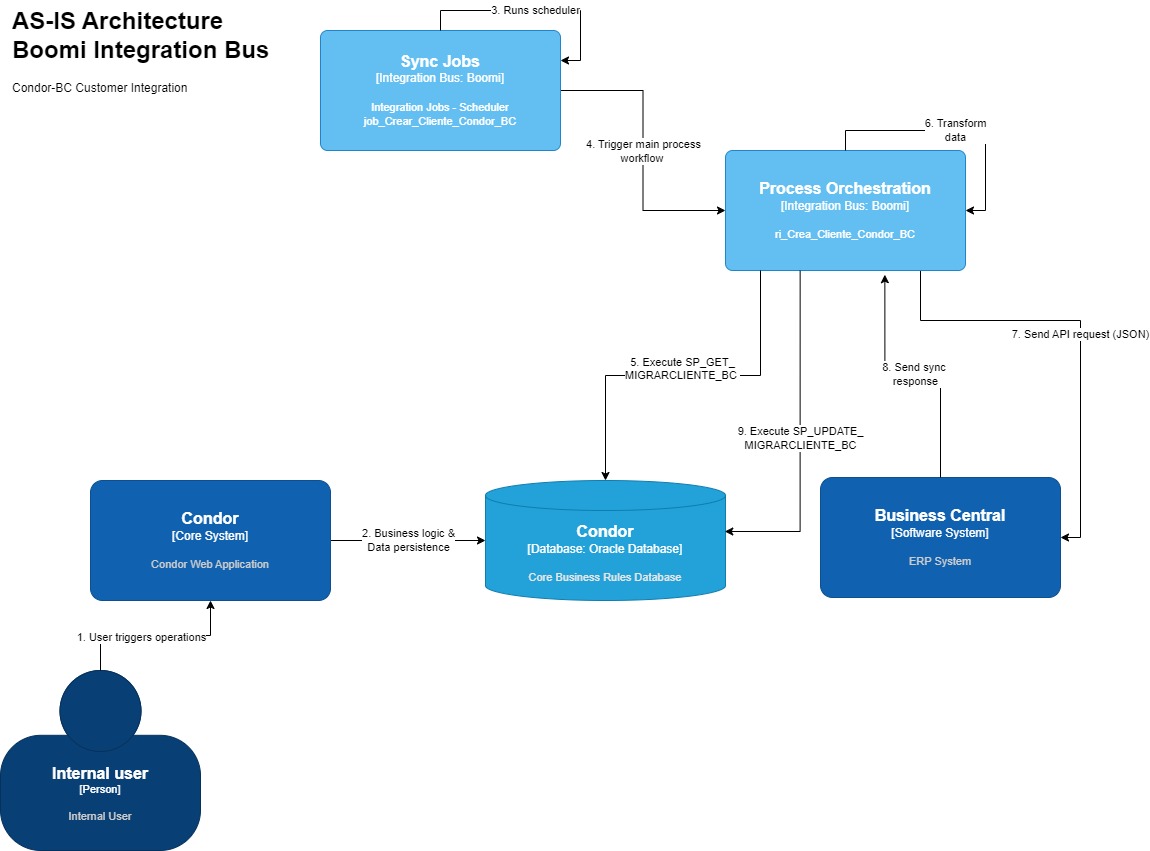 AS-IS Architecture
Boomi Integration Bus
Condor-BC Customer Integration
3. Runs scheduler
Sync Jobs
[Integration Bus: Boomi]
Integration Jobs - Scheduler
job_Crear_Cliente_Condor_BC
4. Trigger main process
workflow
6. Transform
data
Process Orchestration
[Integration Bus: Boomi]
ri_Crea_Cliente_Condor_BC
7. Send API request (JSON)
5. Execute SP_GET_
MIGRARCLIENTE_BC
8. Send sync
response
9. Execute SP_UPDATE_
MIGRARCLIENTE_BC
Condor
[Core System]
Condor Web Application
2. Business logic &
Data persistence
Condor
[Database: Oracle Database]
Core Business Rules Database
Business Central
[Software System]
ERP System
1. User triggers operations
Internal user
[Person]
Internal User